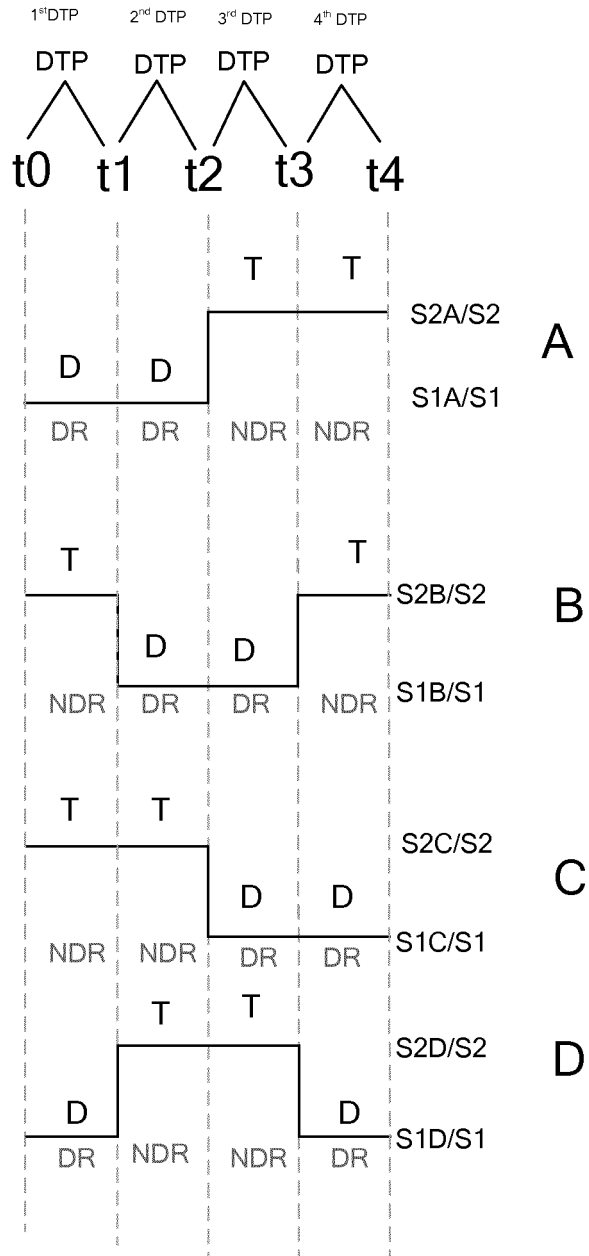 1stDTP 2nd DTP 3rd DTP 4th DTP
DTP DTP DTP DTP
t0 t1 t2 t3 t4
T T
S2A/S2
A
D D
S1A/S1
DR DR NDR NDR
T T
S2B/S2
B
D D
S1B/S1
NDR DR DR NDR
T T
S2C/S2
C
D D
S1C/S1
NDR NDR DR DR
T T
S2D/S2
D
D D
S1D/S1
DR NDR NDR DR